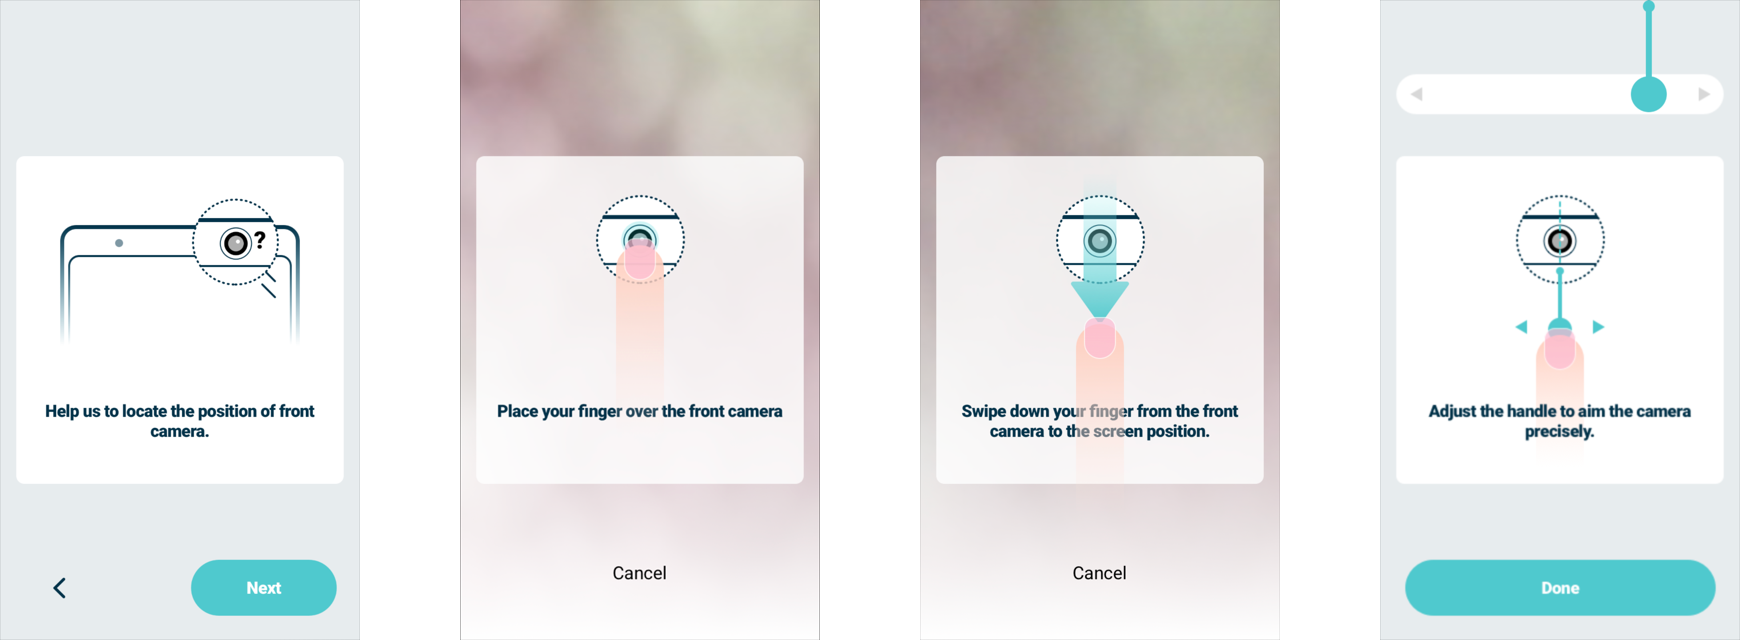 ?
Help us to locate the position of front
camera.
Next
Place your finger over the front camera
Cancel
Swipe down your finger from the front
camera to the screen position.
Cancel
Adjust the handle to aim the camera
precisely.
Done